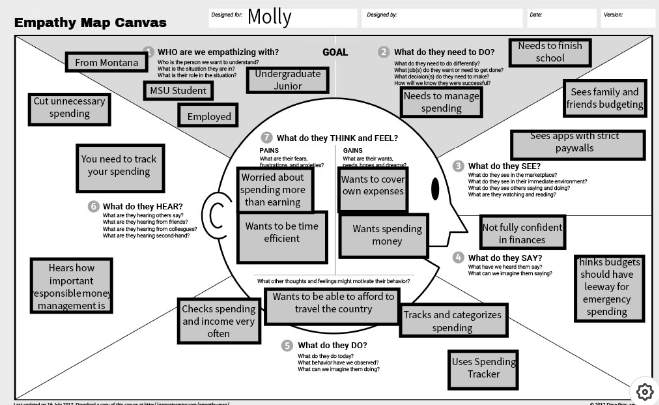 Empathy Map Canvas
Designed for:
Molly
Designed by:
Date:
Version:
1 WHO are we empathizing with?
Who is the person we want to understand?
What is the situation they are in?
What is their role in the situation?
From Montana
MSU Student
Undergraduate
Junior
Employed
GOAL
2 What do they need to DO?
What do they need to do differently?
What job(s) do they want or need to get done?
What decision(s) do they need to make?
How will we know they were successful?
Needs to finish
school
Needs to manage
spending
Sees family and
friends budgeting
Sees apps with strict
paywalls
3 What do they SEE?
What do they see in the marketplace?
What do they see in their immediate environment?
What do they see others saying and doing?
What are they watching and reading?
Not fully confident
in finances
4 What do they SAY?
What have we heard them say?
What can we imagine them saying?
hinks budgets
should have
leeway for
emergency
spending
5 What do they DO?
What do they do today?
What behavior have we observed?
What can we imagine them doing?
Checks spending
and income very
often
Tracks and categorizes
spending
Uses Spending
Tracker
6 What do they HEAR?
What are they hearing others say?
What are they hearing from friends?
What are they hearing from colleagues?
What are they hearing second-hand?
Cut unnecessary
spending
You need to track
your spending
Hears how
important
responsible money
management is
7 What do they THINK and FEEL?
PAINS
What are their fears,
frustrations, and anxieties?
Worried about
spending more
than earning
Wants to be time
efficient
GAINS
What are their wants,
needs, hopes and dreams?
Wants to cover
own expenses
Wants spending
money
What other thoughts and feelings might motivate their behavior?
Wants to be able to afford to
travel the country